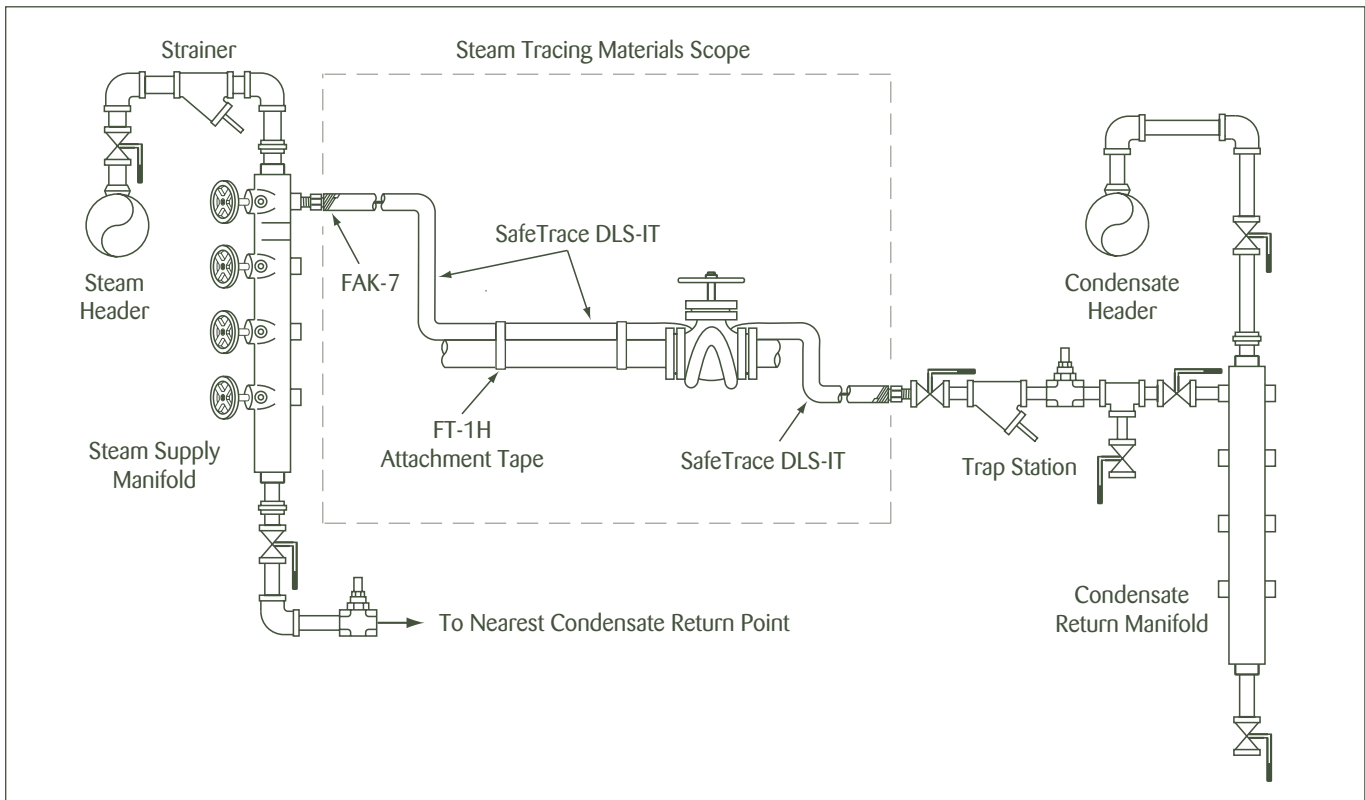 Strainer
Steam Tracing Materials Scope
SafeTrace DLS-IT
FAK-7
Steam
Header
Condensate
Header
FT-1H
Attachment Tape
Steam Supply
Manifold
SafeTrace DLS-IT
Trap Station
To Nearest Condensate Return Point
Condensate
Return Manifold